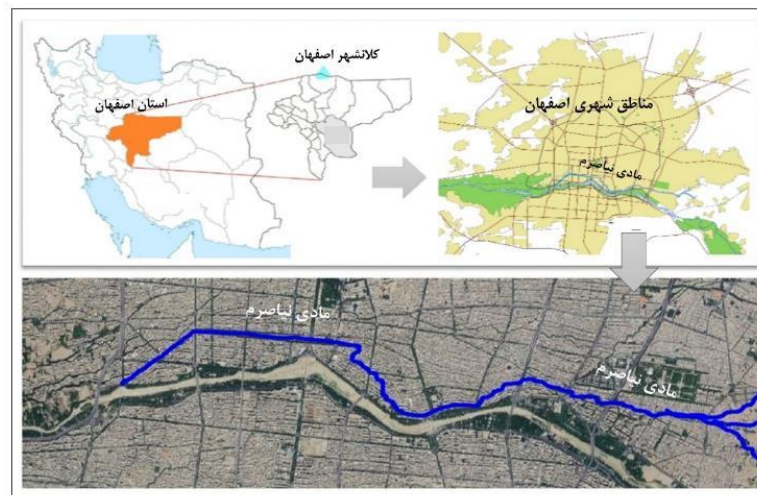 کلانشهر اصفهان
استان اصفهان
مناطق شهری اصفهان
مادی نیاصرم
مادی نیاصرم
مادی نیاصرم